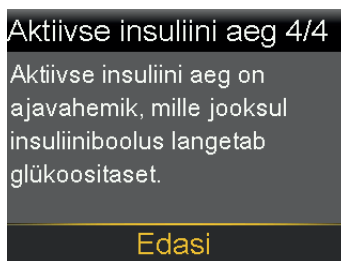 Aktiivse insuliini aeg 4/4
Aktiivse insuliini aeg on
ajavahemik, mille jooksul
insuliiniboolus langetab
glükoositaset.
Edasi